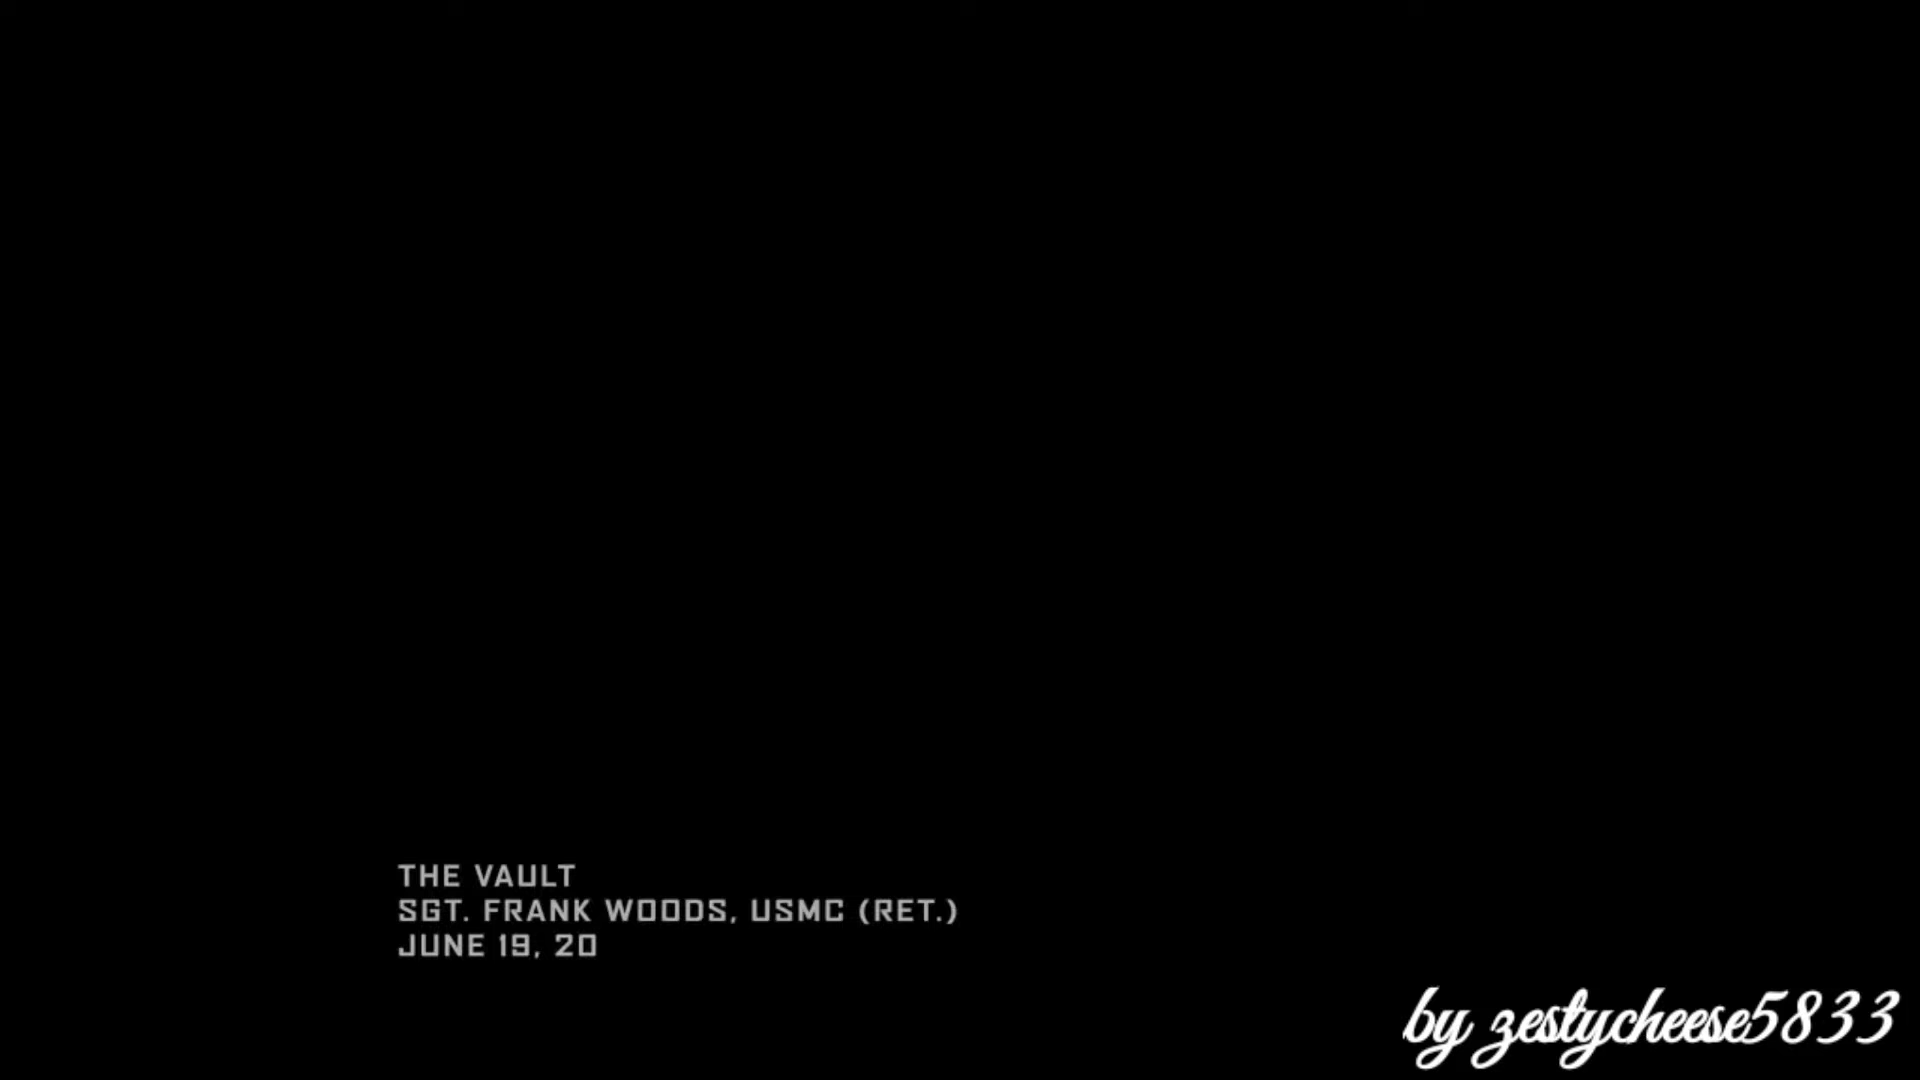 THE VAULT
SGT. FRANK WOODS, USMC (RET.)
JUNE 19, 20
by zestycheese5833